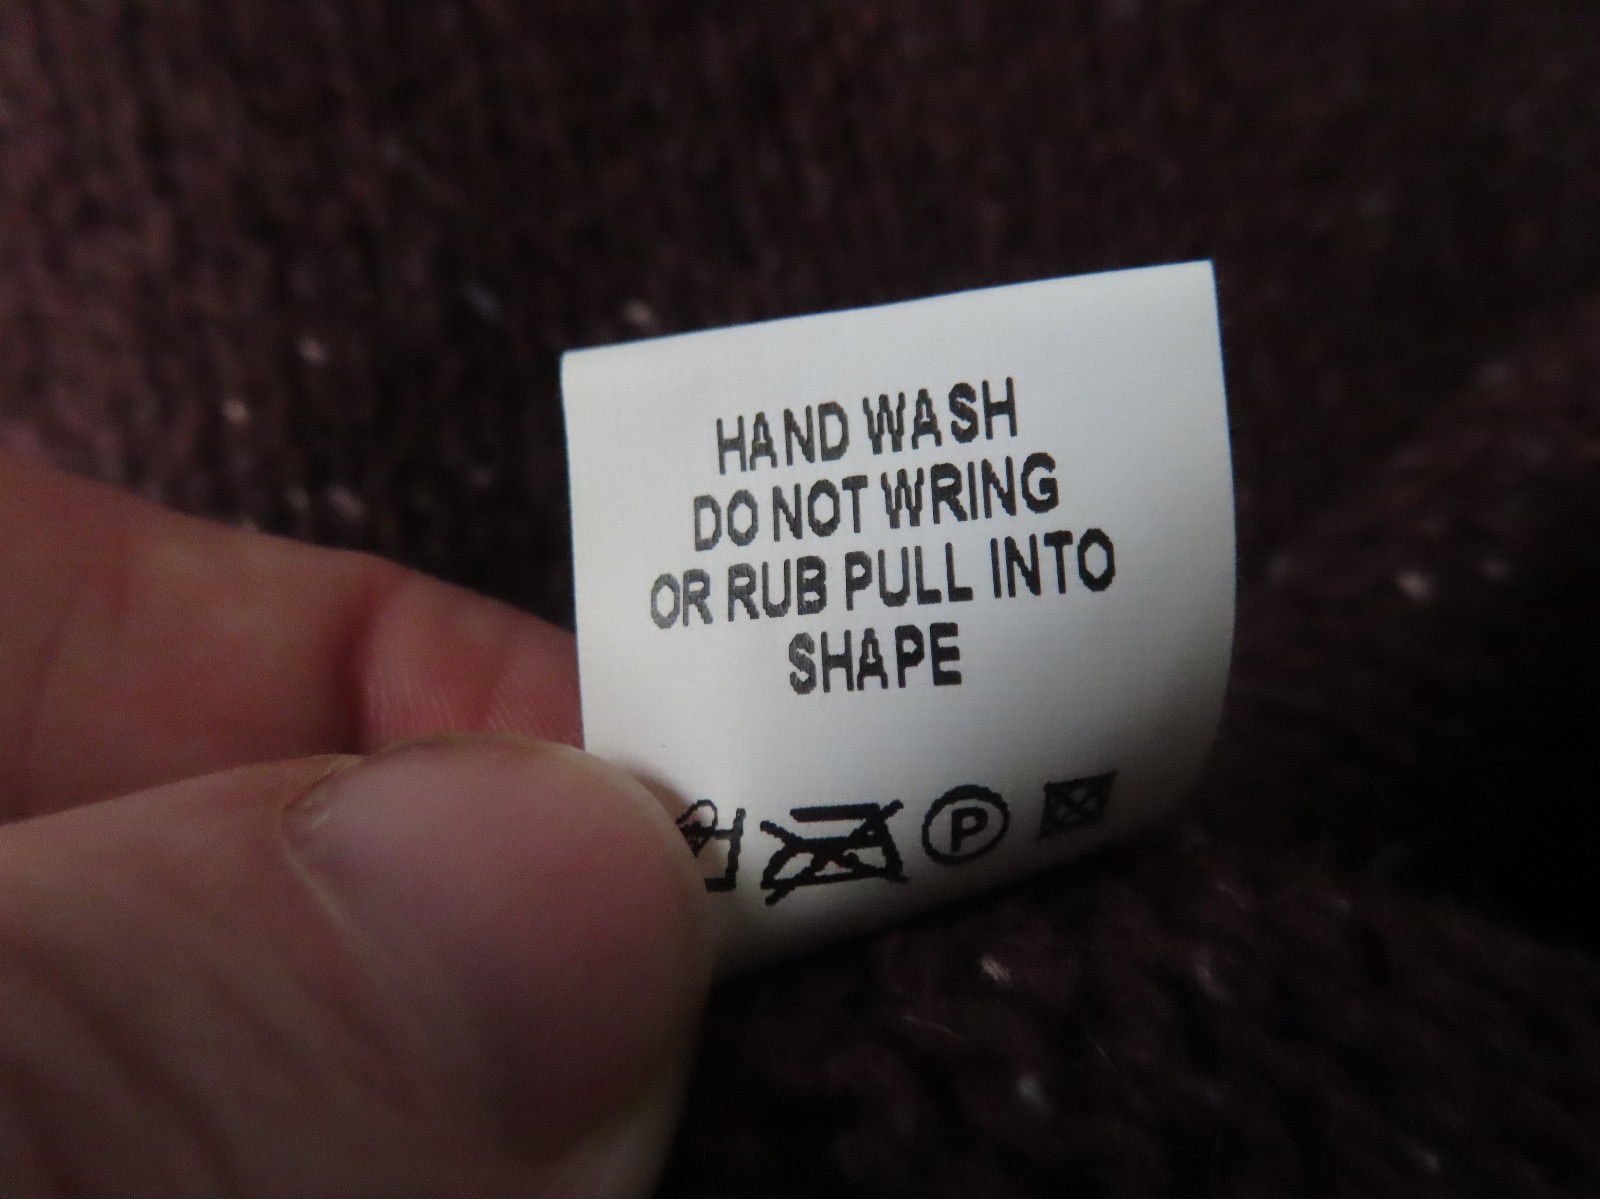 HAND WASH
DO NOT WRING
OR RUB PULL INTO
SHAPE
P